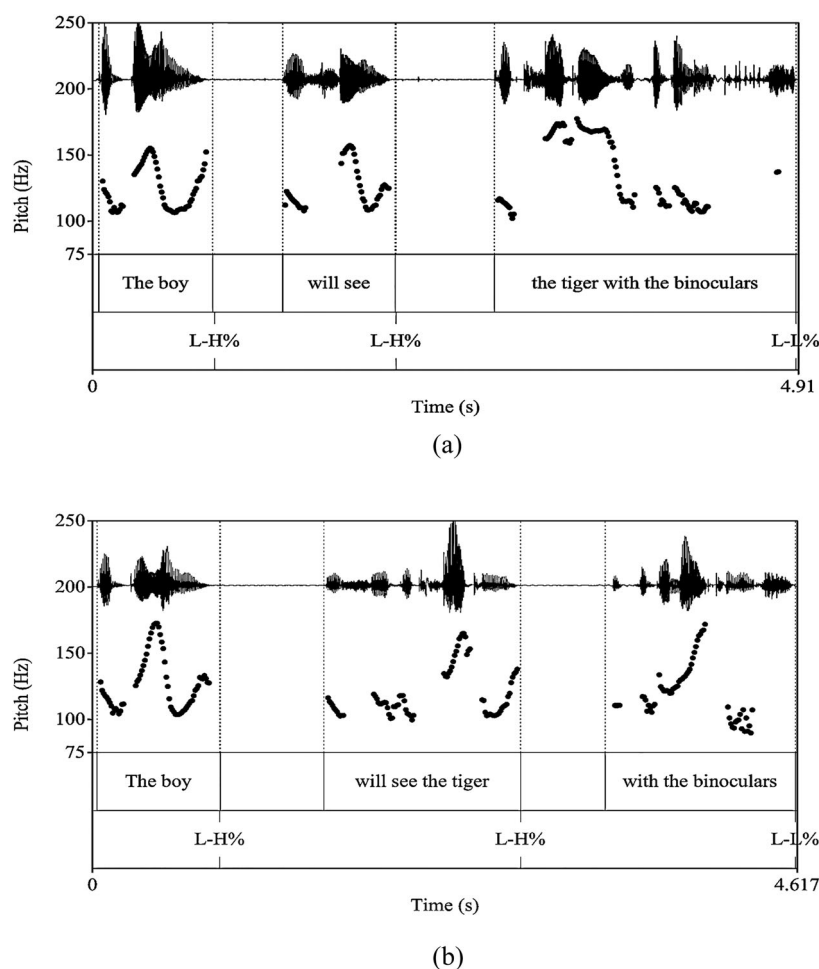 250
200
150
100
75
Pitch (Hz)
The boy
will see
the tiger with the binoculars
L-H%
L-H%
L-L%
0
4.91
Time (s)
(a)
250
200
150
100
75
Pitch (Hz)
The boy
will see the tiger
with the binoculars
L-H%
L-H%
L-L%
0
4.617
Time (s)
(b)